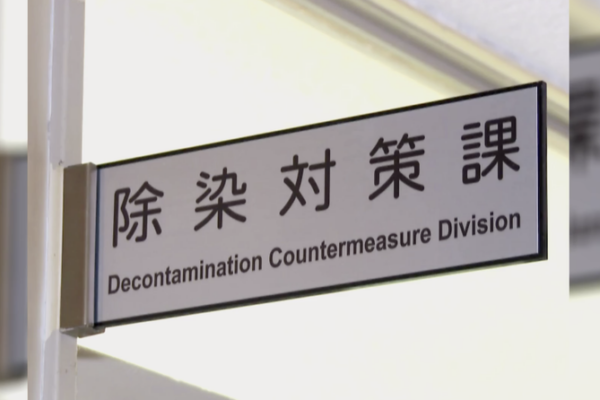 除染対策課
Decontamination Countermeasure Division